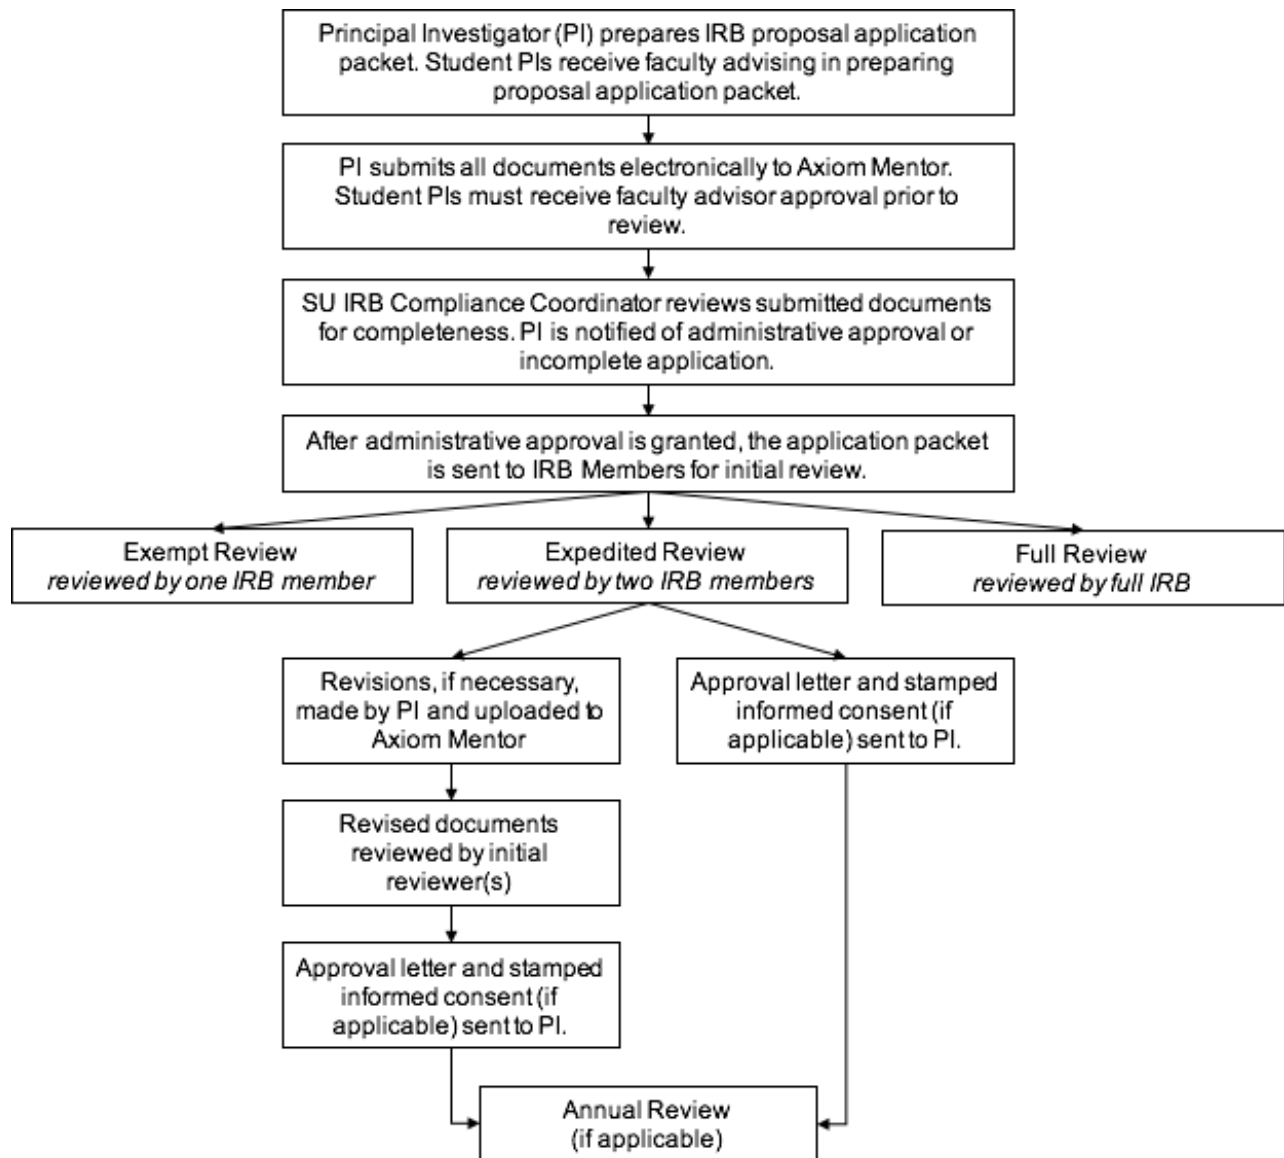 Principal Investigator (PI) prepares IRB proposal application
packet. Student PIs receive faculty advising in preparing
proposal application packet.
PI submits all documents electronically to Axiom Mentor.
Student PIs must receive faculty advisor approval prior to
review.
SU IRB Compliance Coordinator reviews submitted documents
for completeness. PI is notified of administrative approval or
incomplete application.
After administrative approval is granted, the application packet
is sent to IRB Members for initial review.
Exempt Review
reviewed by one IRB member
Expedited Review
reviewed by two IRB members
Full Review
reviewed by full IRB
Revisions, if necessary,
made by PI and uploaded to
Axiom Mentor
Approval letter and stamped
informed consent (if
applicable) sent to PI.
Revised documents
reviewed by initial
reviewer(s)
Approval letter and stamped
informed consent (if
applicable) sent to PI.
Annual Review
(if applicable)